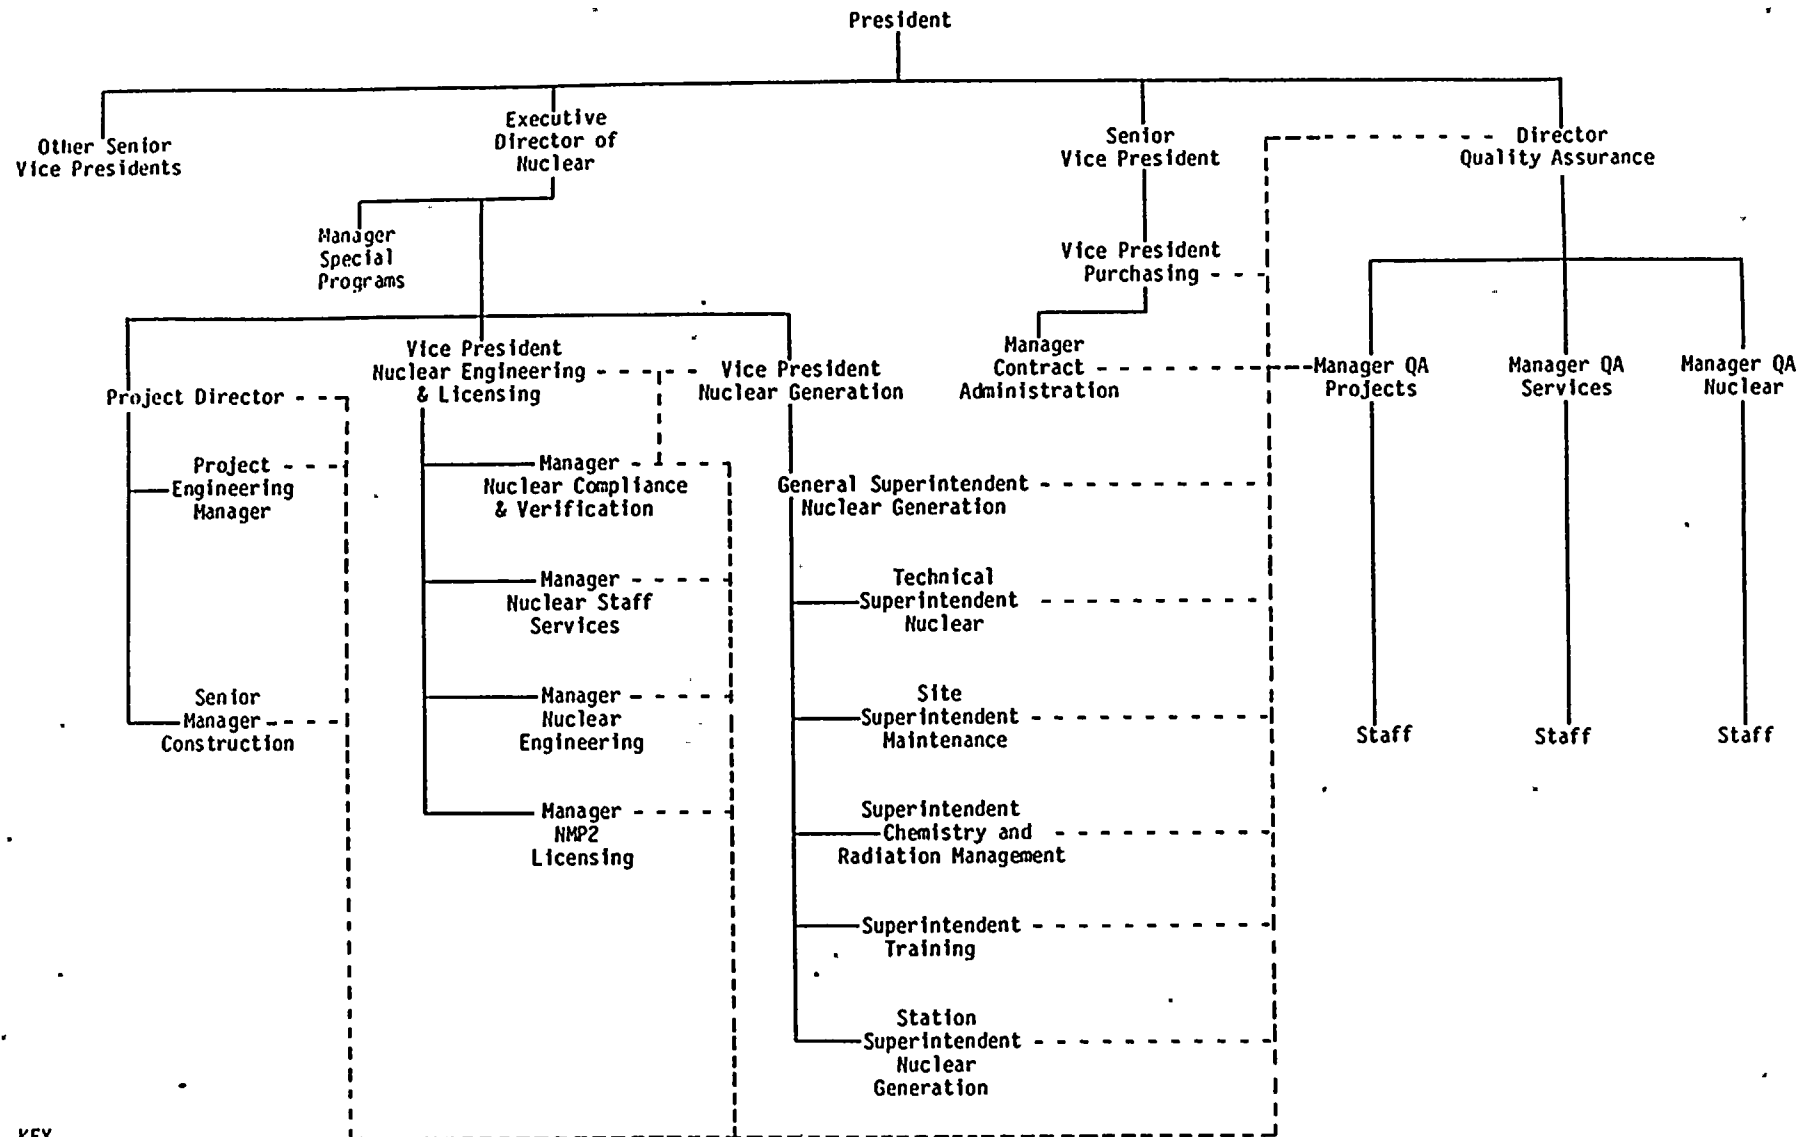 President
Other Senior
Vice Presidents
Executive
Director of
Nuclear
Senior
Vice President
Director
Quality Assurance
Manager
Special
Programs
Vice President
Purchasing
Project Director
Vice President
Nuclear Engineering
& Licensing
Vice President
Nuclear Generation
Manager
Contract
Administration
Manager QA
Projects
Manager QA
Services
Manager QA
Nuclear
Project
Engineering
Manager
Senior
Manager
Construction
Manager
Nuclear Compliance
& Verification
Manager
Nuclear Staff
Services
Manager
Nuclear
Engineering
Manager
NMP2
Licensing
General Superintendent
Nuclear Generation
Technical
Superintendent
Nuclear
Site
Superintendent
Maintenance
Superintendent
Chemistry and
Radiation Management
Superintendent
Training
Station
Superintendent
Nuclear
Generation
Staff
Staff
Staff
KEY